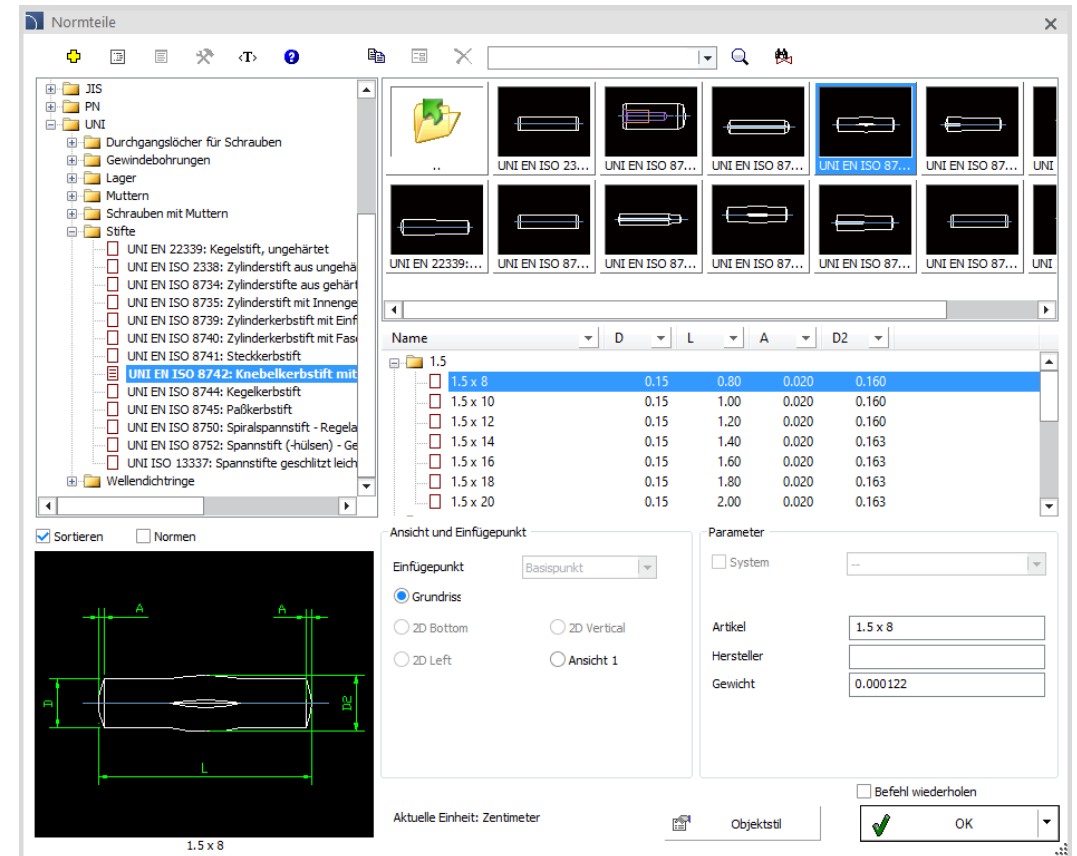 Normteile
<T>
JIS
PN
UNI
Durchgangslöcher für Schrauben
Gewindebohrungen
Lager
Muttern
Schrauben mit Muttern
Stifte
UNI EN 22339: Kegelstift, ungehärtet
UNI EN ISO 2338: Zylinderstift aus ungehä
UNI EN ISO 8734: Zylinderstifte aus gehärt
UNI EN ISO 8735: Zylinderstift mit Innenge
UNI EN ISO 8739: Zylinderkerbstift mit Einf
UNI EN ISO 8740: Zylinderkerbstift mit Fase
UNI EN ISO 8741: Steckkerbstift
UNI EN ISO 8742: Knebelkerbstift mit
UNI EN ISO 8744: Kegelkerbstift
UNI EN ISO 8745: Paßkerbstift
UNI EN ISO 8750: Spiralspannstift - Regela
UNI EN ISO 8752: Spannstift (-hülsen) - Ge
UNI ISO 13337: Spannstifte geschlitzt leich
Wellendichtringe
.. UNI EN ISO 23... UNI EN ISO 87... UNI EN ISO 87... UNI EN ISO 87... UNI EN ISO 87... UNI
UNI EN 22339:... UNI EN ISO 87... UNI EN ISO 87... UNI EN ISO 87... UNI EN ISO 87... UNI EN ISO 87... UNI
Name D L A D2
1.5
1.5 x 8 0.15 0.80 0.020 0.160
1.5 x 10 0.15 1.00 0.020 0.160
1.5 x 12 0.15 1.20 0.020 0.160
1.5 x 14 0.15 1.40 0.020 0.163
1.5 x 16 0.15 1.60 0.020 0.163
1.5 x 18 0.15 1.80 0.020 0.163
1.5 x 20 0.15 2.00 0.020 0.163
Sortieren Normen
A A
D D2
L
1.5 x 8
Ansicht und Einfügepunkt
Einfügepunkt Basispunkt
Grundriss
2D Bottom 2D Vertical
2D Left Ansicht 1
Parameter
System --
Artikel 1.5 x 8
Hersteller
Gewicht 0.000122
Befehl wiederholen
Aktuelle Einheit: Zentimeter Objektstil OK